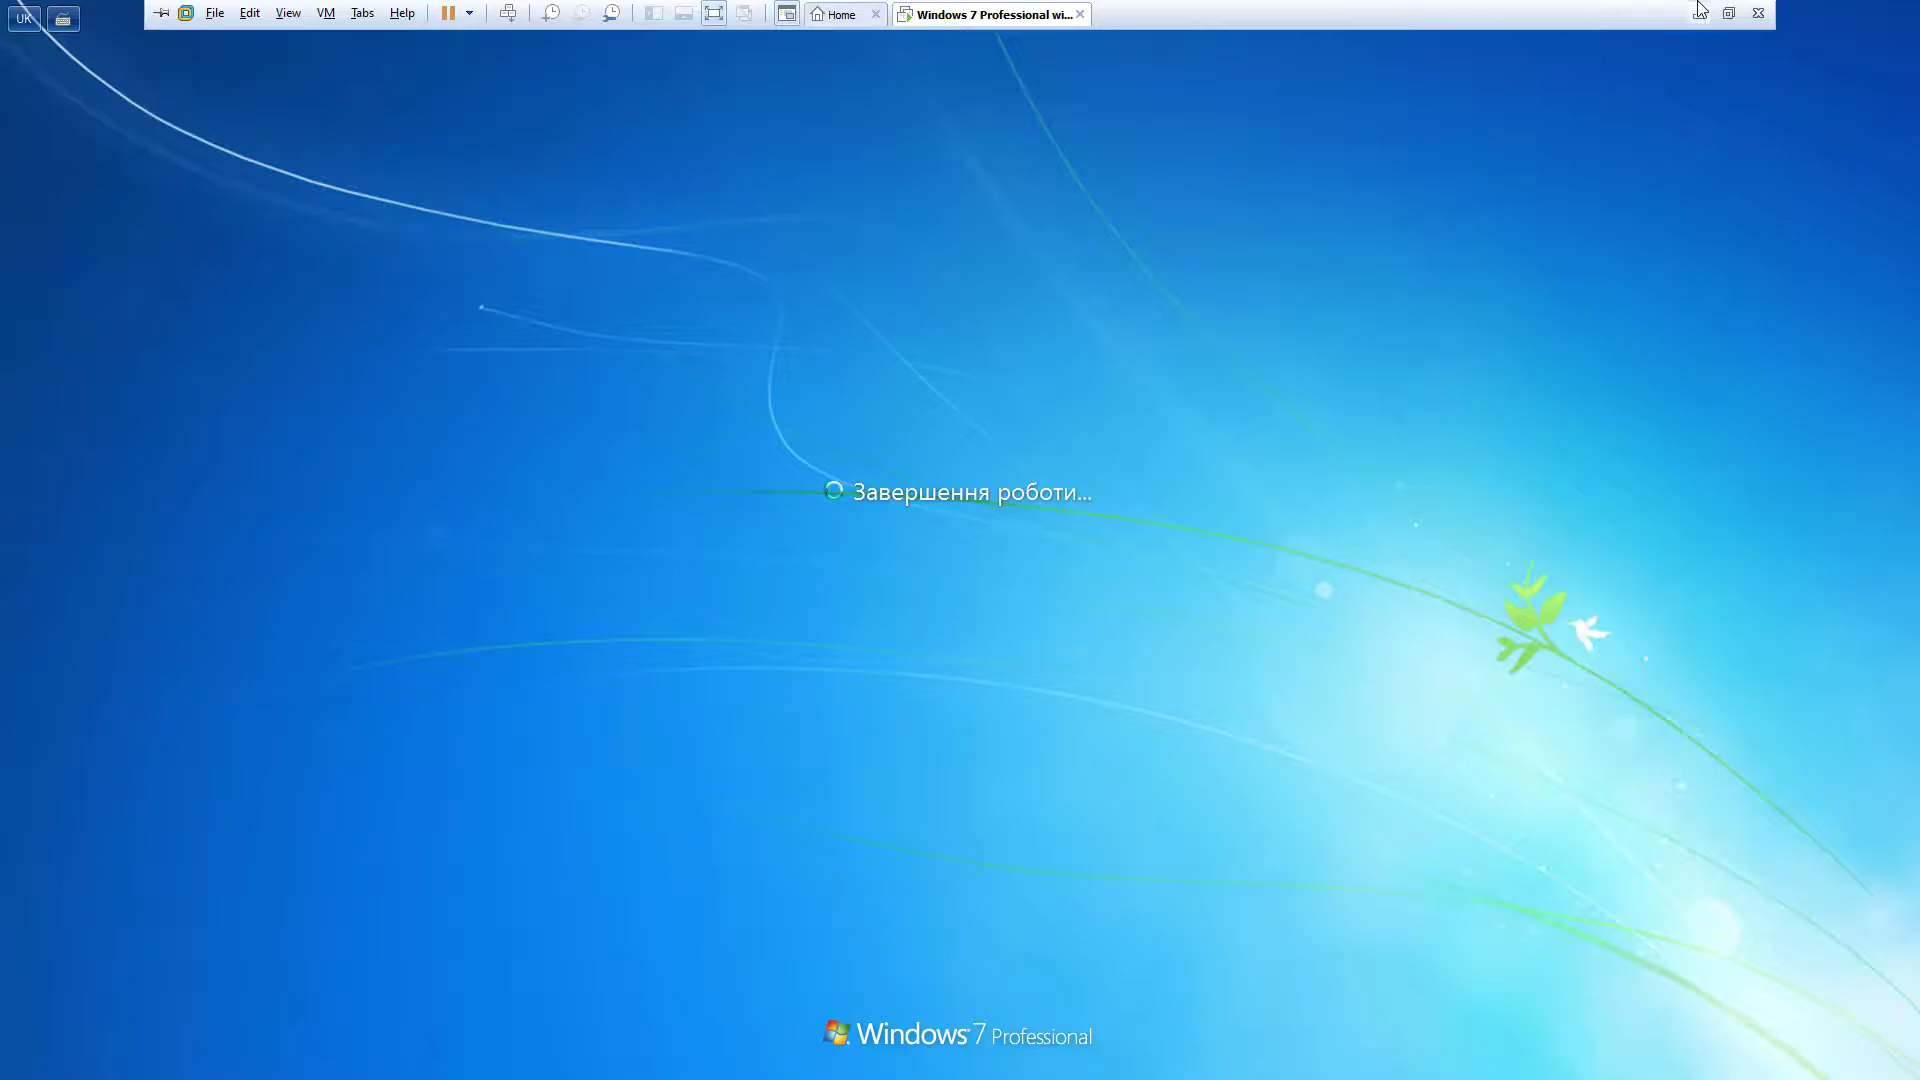 UK
File Edit View VM Tabs Help
Home
Windows 7 Professional wi...
Завершення роботи...
Windows 7 Professional